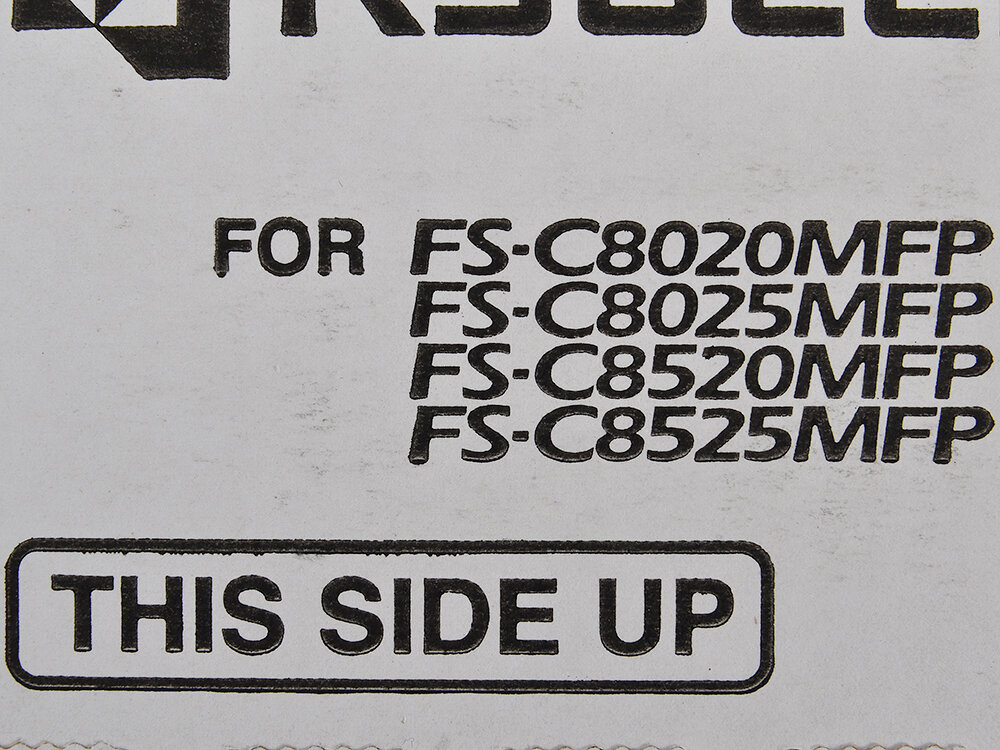 FOR FS-C8020MFP
FS-C8025MFP
FS-C8520MFP
FS-C8525MFP
THIS SIDE UP